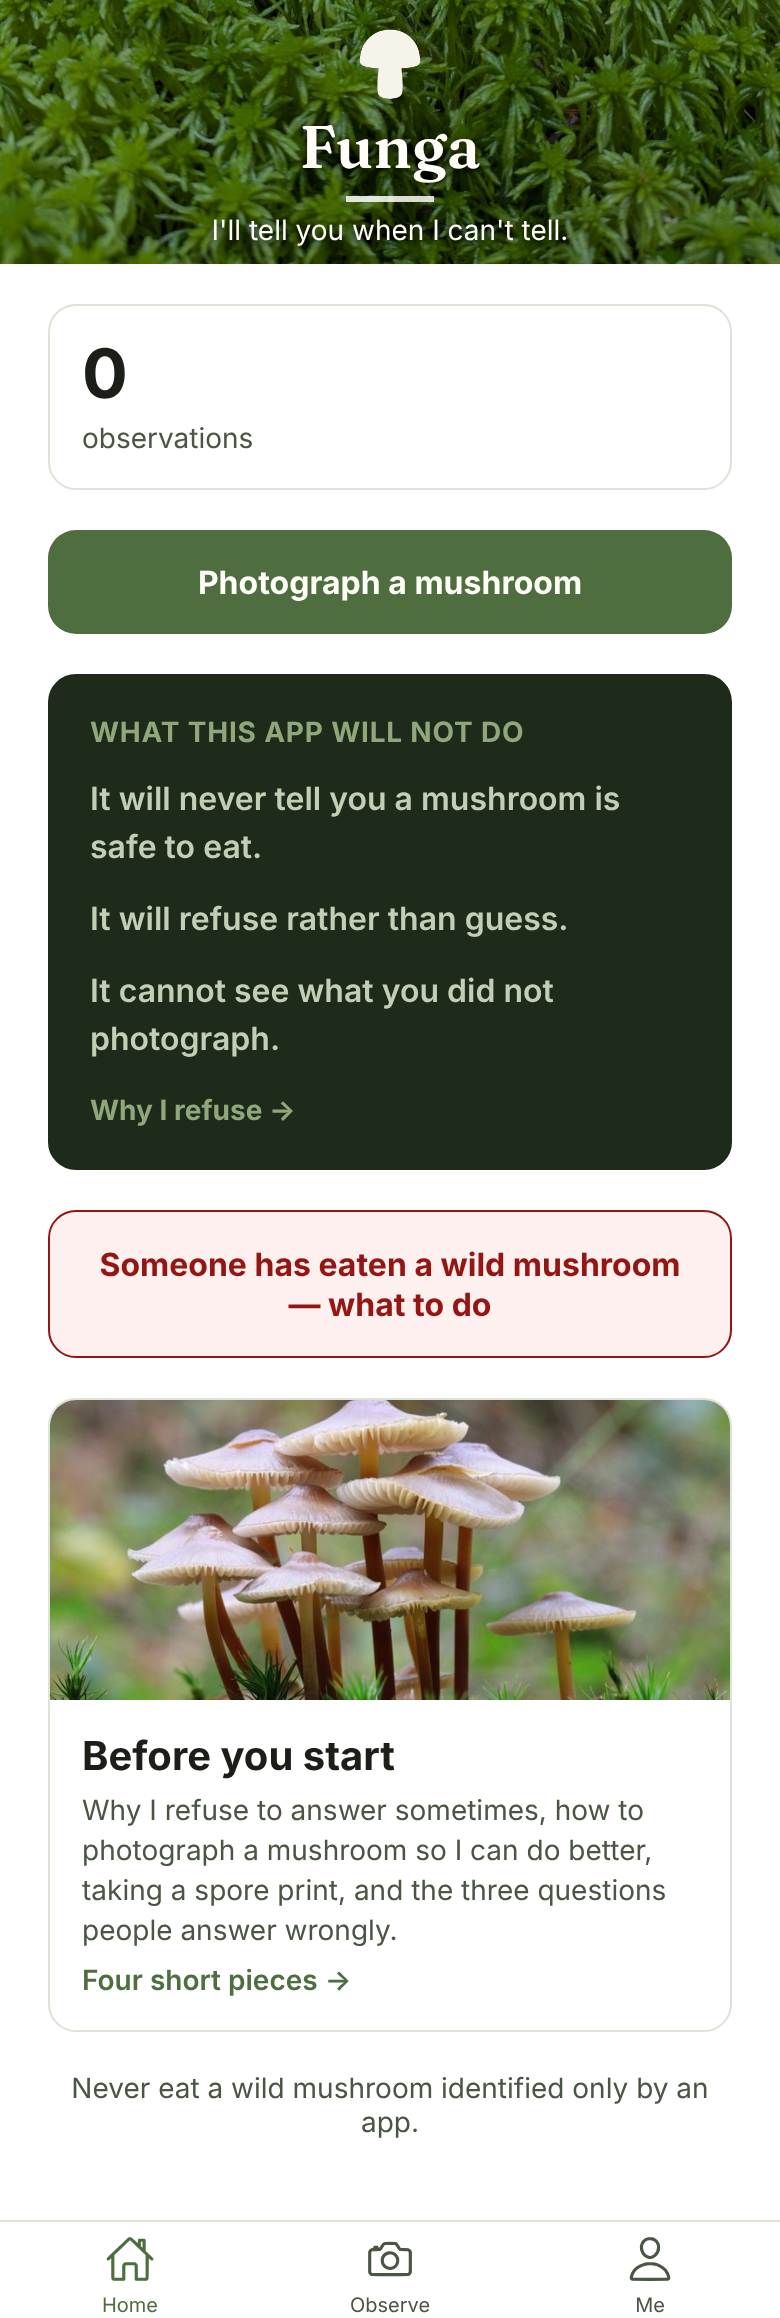 Funga
I'll tell you when I can't tell.
0
observations
Photograph a mushroom
WHAT THIS APP WILL NOT DO
It will never tell you a mushroom is
safe to eat.
It will refuse rather than guess.
It cannot see what you did not
photograph.
Why I refuse →
Someone has eaten a wild mushroom
— what to do
Before you start
Why I refuse to answer sometimes, how to
photograph a mushroom so I can do better,
taking a spore print, and the three questions
people answer wrongly.
Four short pieces →
Never eat a wild mushroom identified only by an
app.
Home
Observe
Me